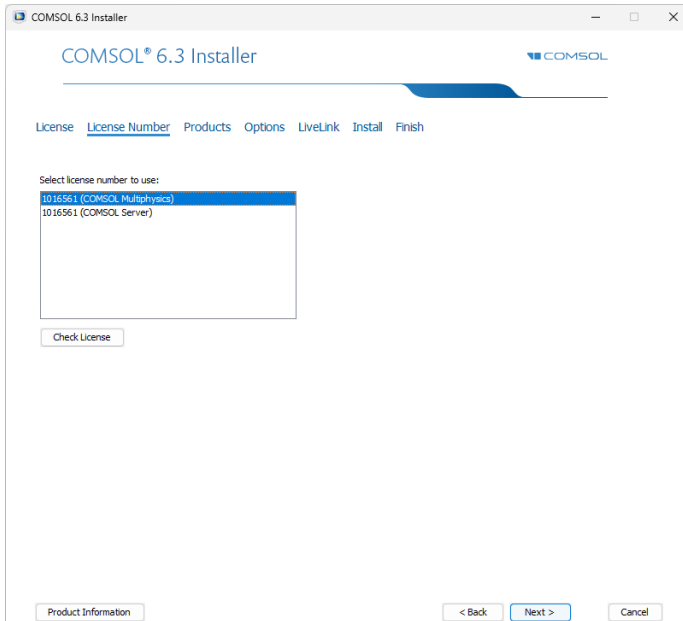 COMSOL 6.3 Installer
COMSOL® 6.3 Installer
COMSOL
License License Number Products Options LiveLink Install Finish
Select license number to use:
1016561 (COMSOL Multiphysics)
1016561 (COMSOL Server)
Check License
Product Information < Back Next > Cancel